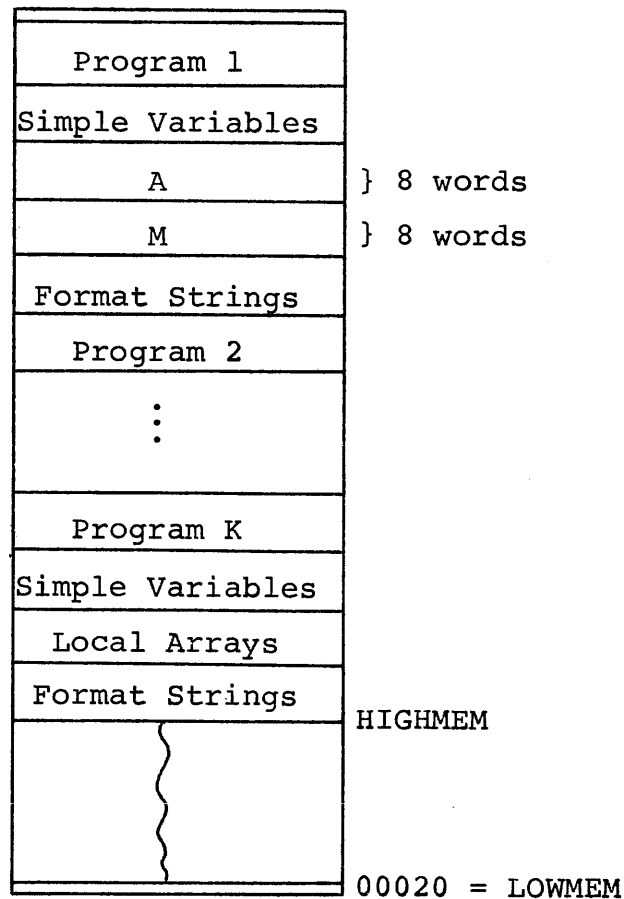 Program 1
Simple Variables
A } 8 words
M } 8 words
Format Strings
Program 2
⋮
Program K
Simple Variables
Local Arrays
Format Strings
HIGHMEM
00020 = LOWMEM